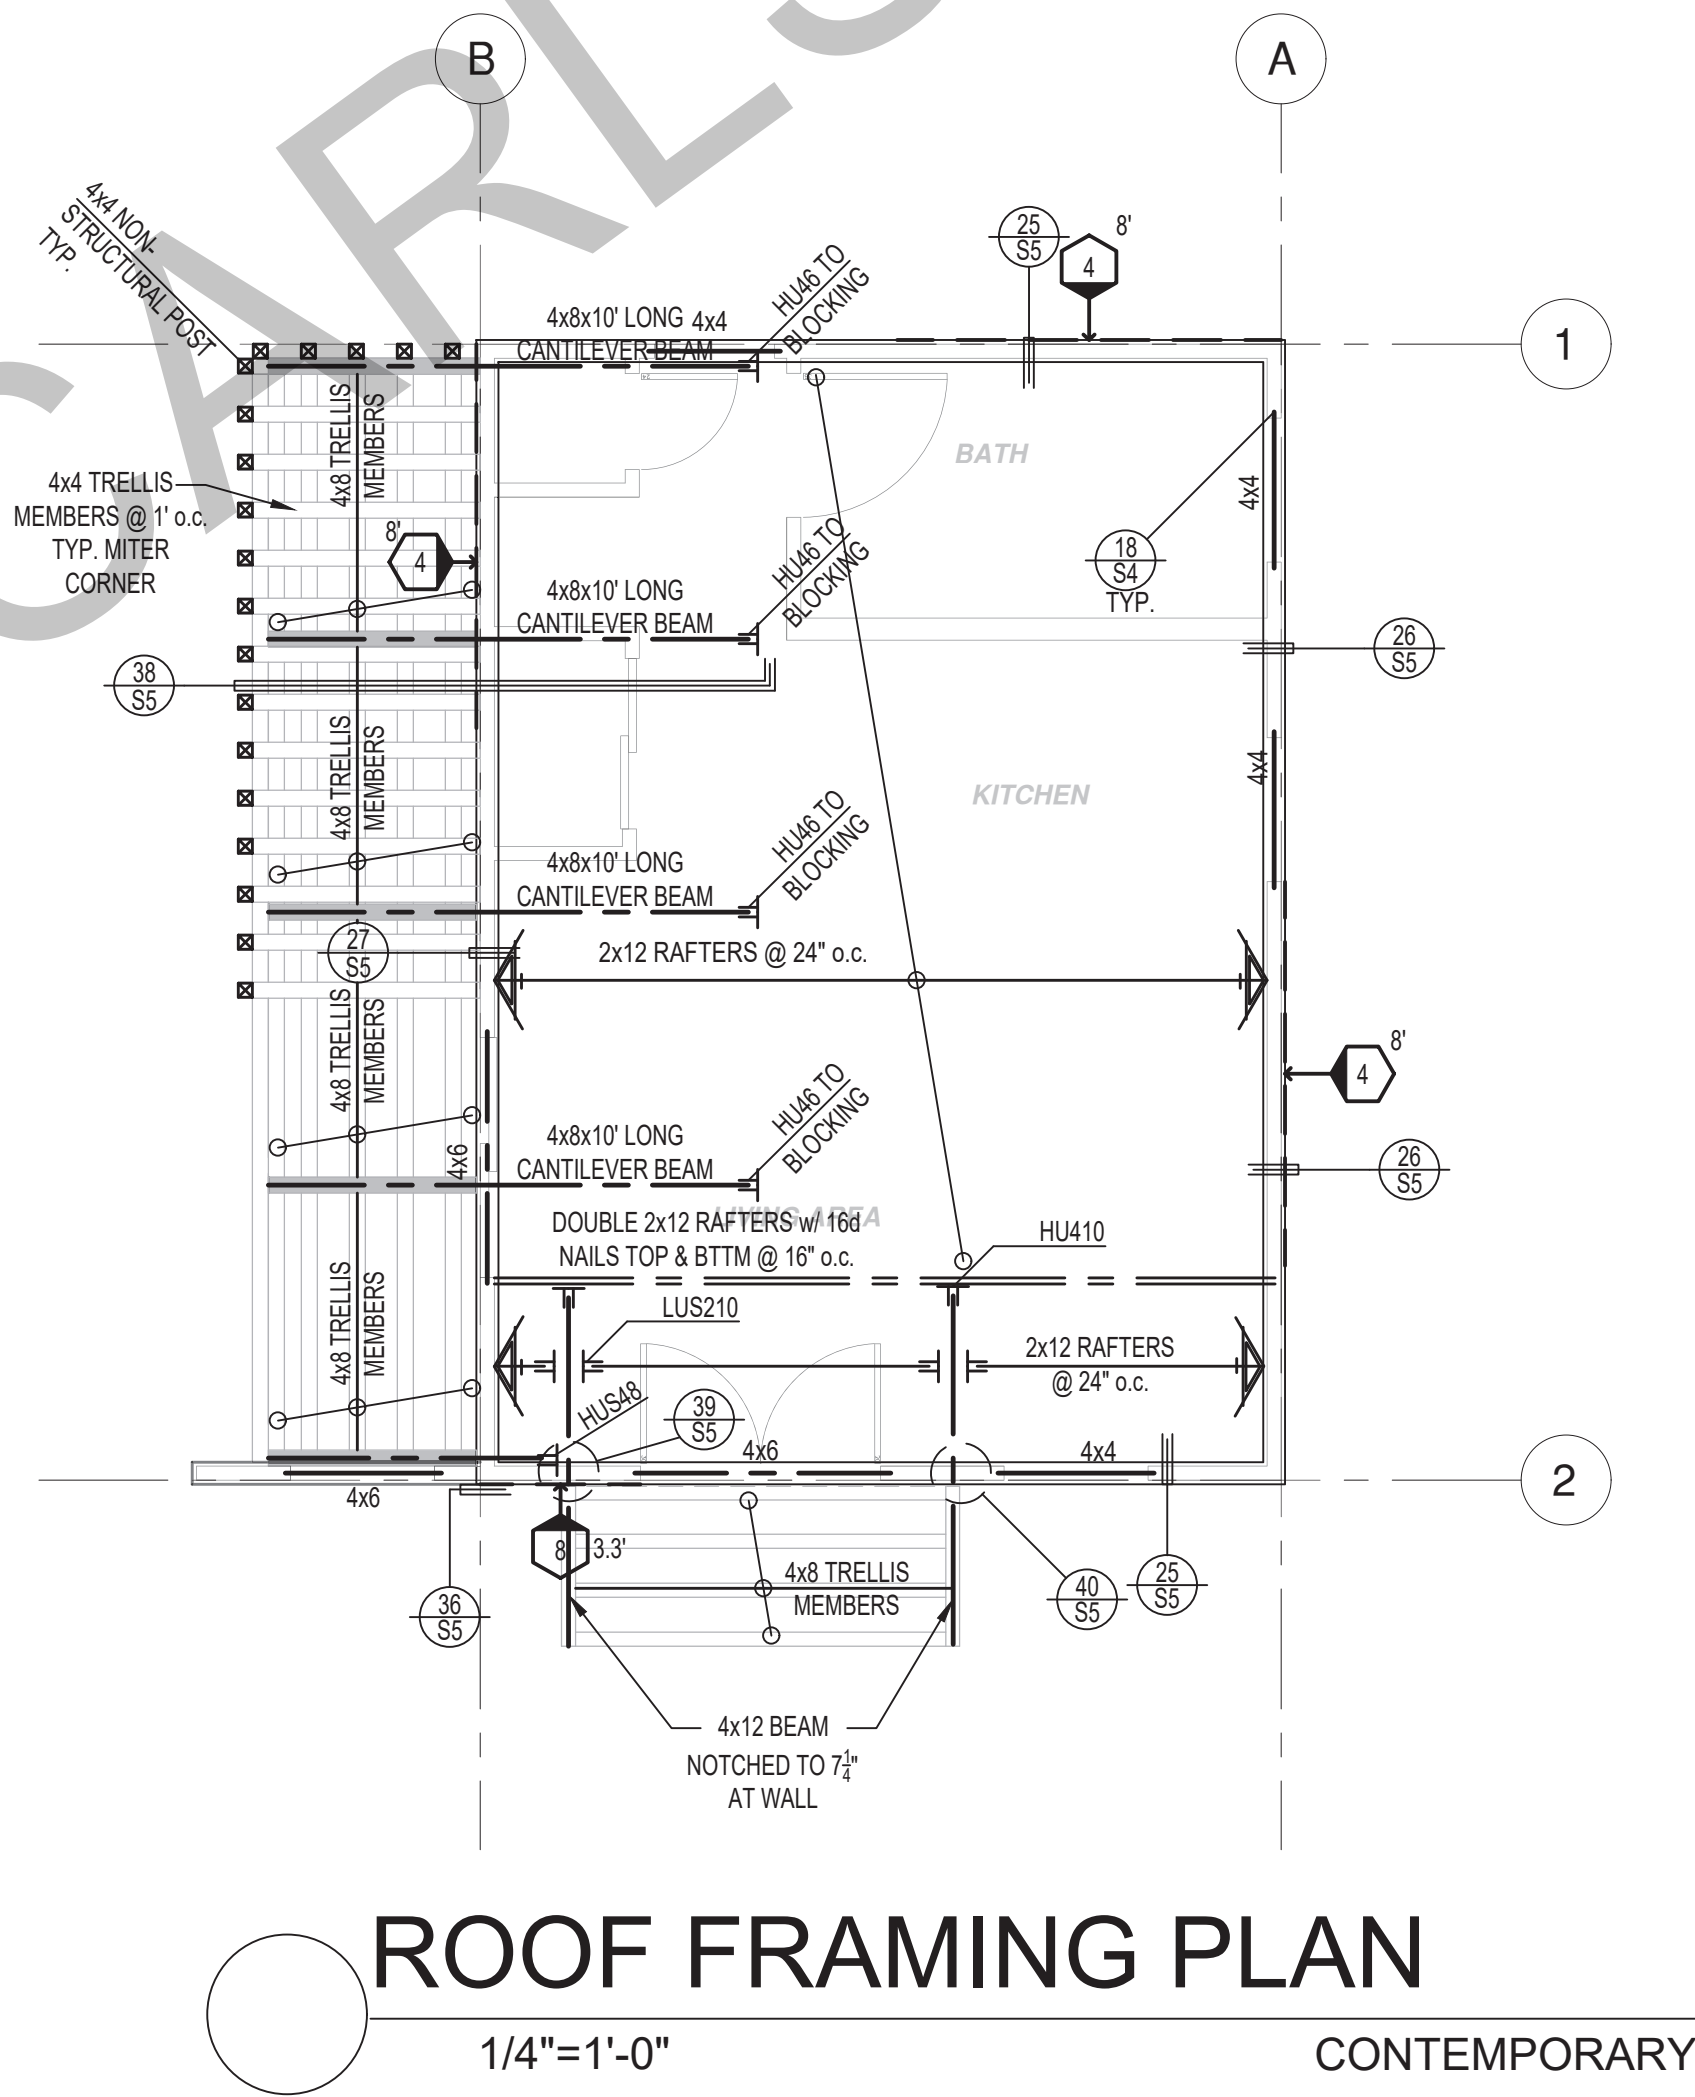 CARLS
B
A
4x4 NON-
STRUCTURAL POST
TYP.
25
S5
8'
4
HU46 TO
BLOCKING
4x8x10' LONG
CANTILEVER BEAM
4x4
1
BATH
4x8 TRELLIS
MEMBERS
4x4 TRELLIS
MEMBERS @ 1' o.c.
TYP. MITER
CORNER
8'
4
4x4
18
S4
TYP.
HU46 TO
BLOCKING
4x8x10' LONG
CANTILEVER BEAM
26
S5
38
S5
4x8 TRELLIS
MEMBERS
4x4
KITCHEN
HU46 TO
BLOCKING
4x8x10' LONG
CANTILEVER BEAM
27
S5
2x12 RAFTERS @ 24" o.c.
4x8 TRELLIS
MEMBERS
8'
4
HU46 TO
BLOCKING
4x8x10' LONG
CANTILEVER BEAM
4x6
26
S5
LIVING AREA
DOUBLE 2x12 RAFTERS w/ 16d
NAILS TOP & BTTM @ 16" o.c.
HU410
4x8 TRELLIS
MEMBERS
LUS210
2x12 RAFTERS
@ 24" o.c.
HUS48
39
S5
4x6
4x4
2
4x6
8
3.3'
4x8 TRELLIS
MEMBERS
36
S5
40
S5
25
S5
4x12 BEAM
NOTCHED TO 7 1/4"
AT WALL
ROOF FRAMING PLAN
1/4"=1'-0"
CONTEMPORARY